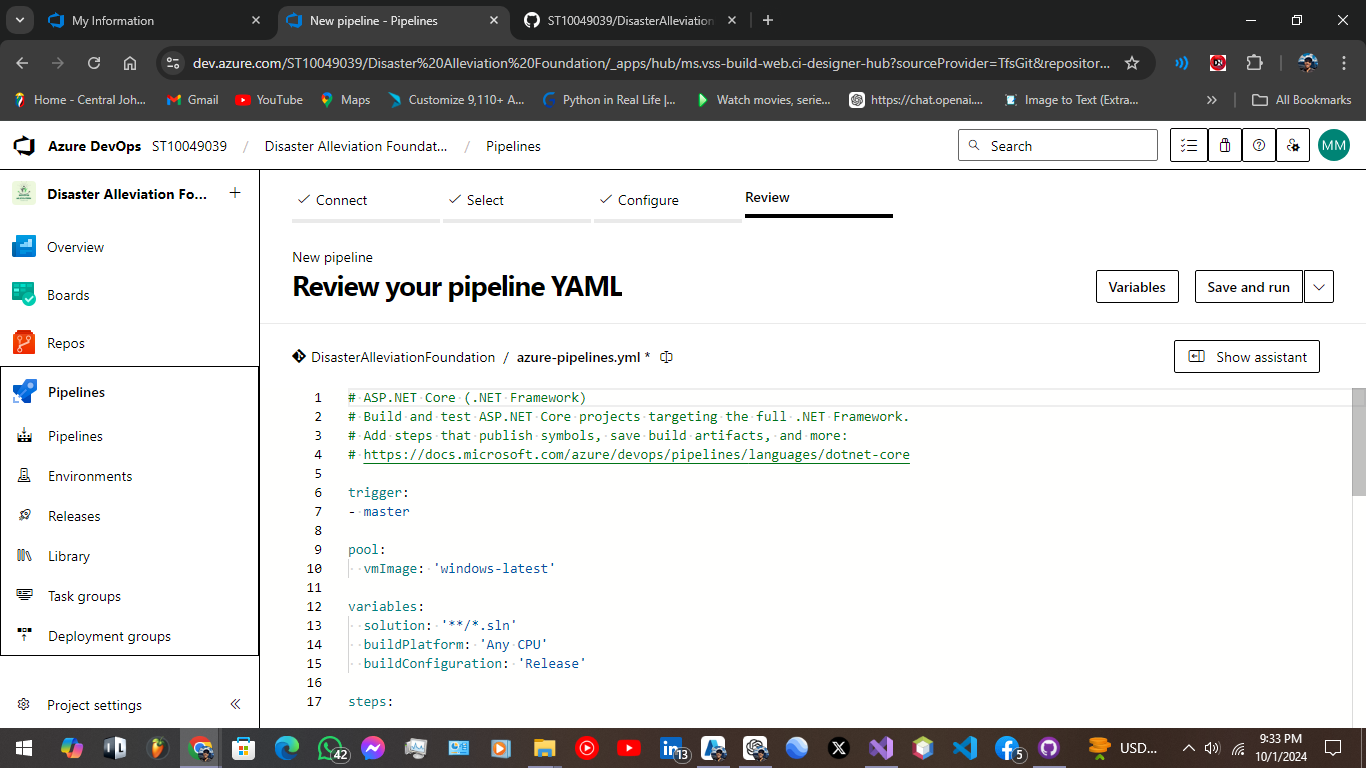 My Information
New pipeline - Pipelines
ST10049039/DisasterAlleviation
dev.azure.com/ST10049039/Disaster%20Alleviation%20Foundation/_apps/hub/ms.vss-build-web.ci-designer-hub?sourceProvider=TfsGit&repositor...
Home - Central Joh...
Gmail
YouTube
Maps
Customize 9,110+ A...
Python in Real Life |...
Watch movies, serie...
https://chat.openai....
Image to Text (Extra...
»
All Bookmarks
Azure DevOps ST10049039 / Disaster Alleviation Foundat... / Pipelines
Search
MM
Disaster Alleviation Fo...
Overview
Boards
Repos
Pipelines
Pipelines
Environments
Releases
Library
Task groups
Deployment groups
Project settings
Connect
Select
Configure
Review
New pipeline
Review your pipeline YAML
Variables
Save and run
DisasterAlleviationFoundation / azure-pipelines.yml *
Show assistant
1 # ASP.NET Core (.NET Framework)
2 # Build and test ASP.NET Core projects targeting the full .NET Framework.
3 # Add steps that publish symbols, save build artifacts, and more:
4 # https://docs.microsoft.com/azure/devops/pipelines/languages/dotnet-core
5
6 trigger:
7 - master
8
9 pool:
10   vmImage: 'windows-latest'
11
12 variables:
13   solution: '**/*.sln'
14   buildPlatform: 'Any CPU'
15   buildConfiguration: 'Release'
16
17 steps:
42
13
5
USD...
9:33 PM
10/1/2024